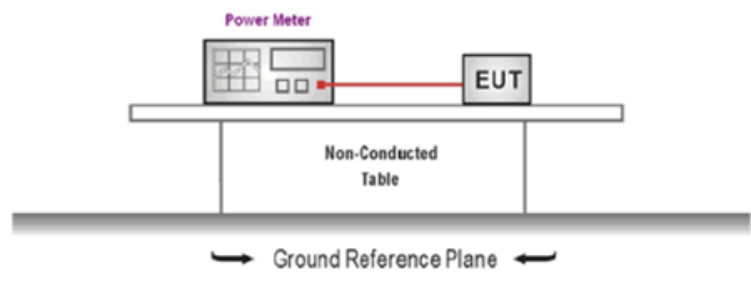 Power Meter
EUT
Non-Conducted
Table
Ground Reference Plane